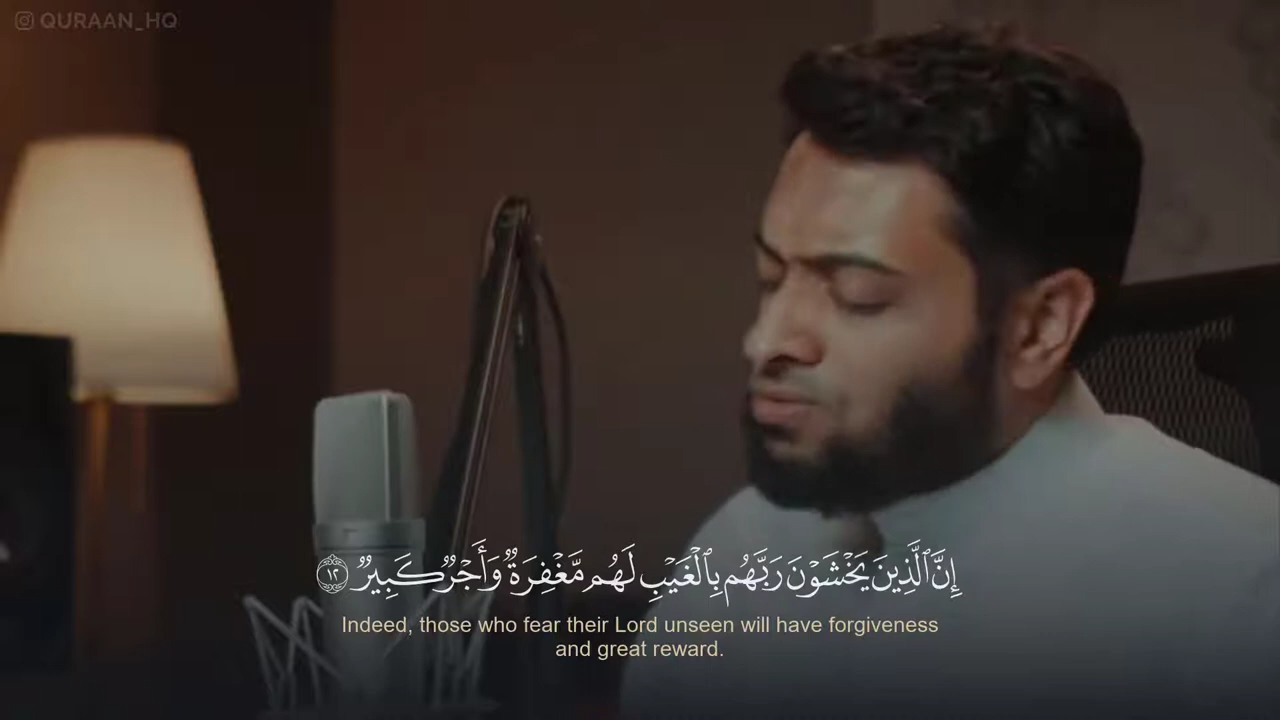 QURAAN_HQ
إِنَّ ٱلَّذِينَ يَخْشَوْنَ رَبَّهُم بِٱلْغَيْبِ لَهُم مَّغْفِرَةٌ وَأَجْرٌ كَبِيرٌ ١٢
Indeed, those who fear their Lord unseen will have forgiveness
and great reward.